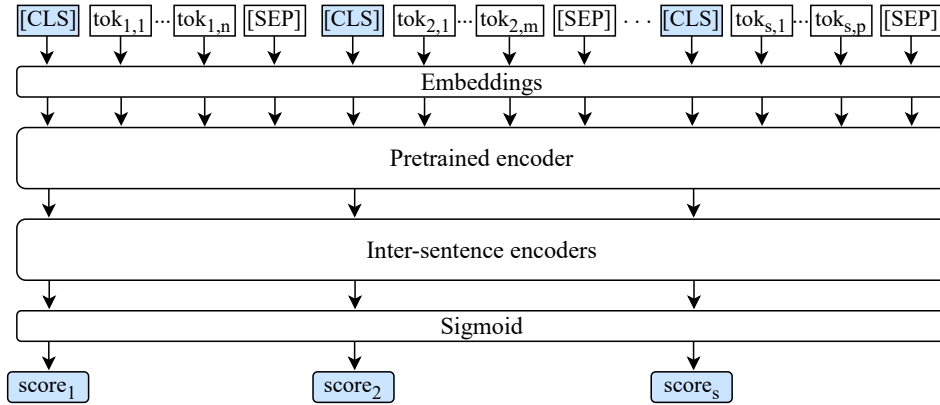 [CLS] tok1,1 ... tok1,n [SEP] [CLS] tok2,1 ... tok2,m [SEP] . . . [CLS] toks,1 ... toks,p [SEP]
Embeddings
Pretrained encoder
Inter-sentence encoders
Sigmoid
score1 score2 scores